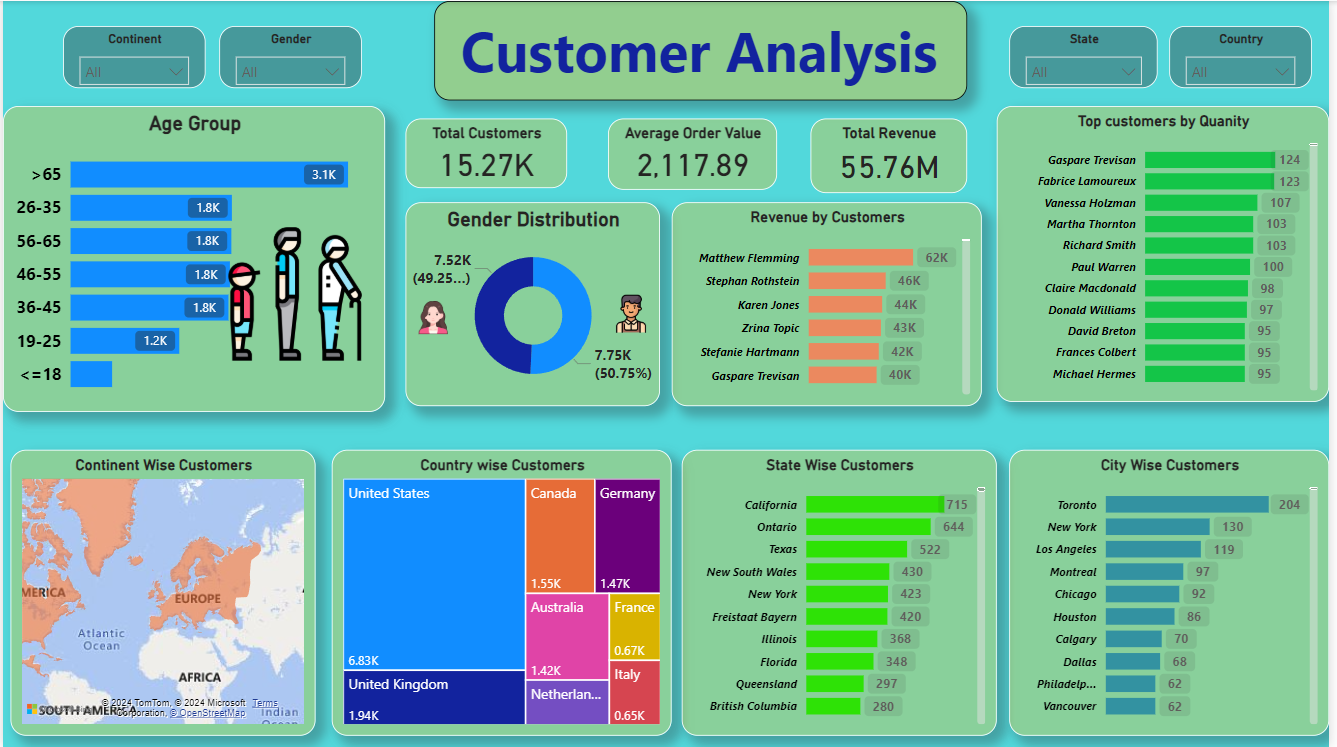 Customer Analysis
Continent
All
Gender
All
State
All
Country
All
Age Group
>65
3.1K
26-35
1.8K
56-65
1.8K
46-55
1.8K
36-45
1.8K
19-25
1.2K
<=18
Total Customers
15.27K
Average Order Value
2,117.89
Total Revenue
55.76M
Gender Distribution
7.52K
(49.25...)
7.75K
(50.75%)
Revenue by Customers
Matthew Flemming 62K
Stephan Rothstein 46K
Karen Jones 44K
Zrina Topic 43K
Stefanie Hartmann 42K
Gaspare Trevisan 40K
Top customers by Quanity
Gaspare Trevisan 124
Fabrice Lamoureux 123
Vanessa Holzman 107
Martha Thornton 103
Richard Smith 103
Paul Warren 100
Claire Macdonald 98
Donald Williams 97
David Breton 95
Frances Colbert 95
Michael Hermes 95
Continent Wise Customers
MERICA
EUROPE
Atlantic
Ocean
AFRICA
SOUTH AMERICA
© 2024 TomTom, © 2024 Microsoft
Corporation, © OpenStreetMap
Terms
Indian
Ocean
Country wise Customers
United States
6.83K
United Kingdom
1.94K
Canada
1.55K
Germany
1.47K
Australia
1.42K
France
0.67K
Netherlan...
Italy
0.65K
State Wise Customers
California 715
Ontario 644
Texas 522
New South Wales 430
New York 423
Freistaat Bayern 420
Illinois 368
Florida 348
Queensland 297
British Columbia 280
City Wise Customers
Toronto 204
New York 130
Los Angeles 119
Montreal 97
Chicago 92
Houston 86
Calgary 70
Dallas 68
Philadelp... 62
Vancouver 62